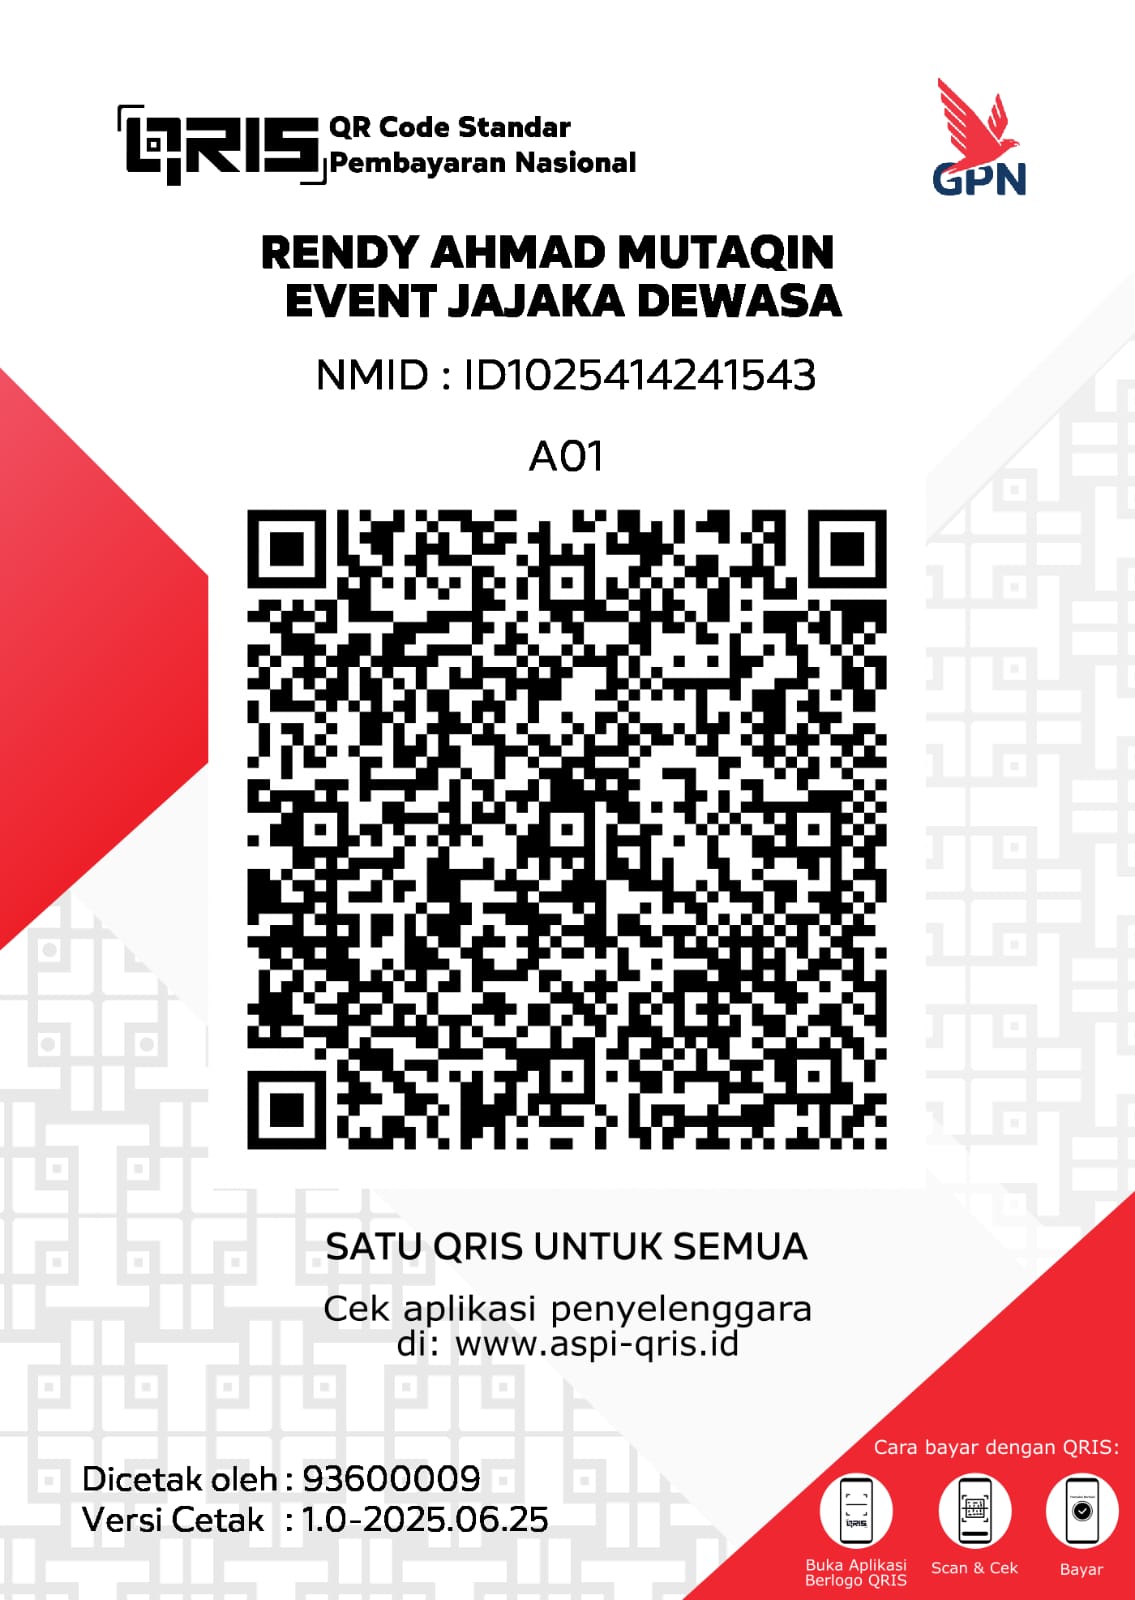 QRIS QR Code Standar
Pembayaran Nasional
GPN
RENDY AHMAD MUTAQIN
EVENT JAJAKA DEWASA
NMID : ID1025414241543
A01
SATU QRIS UNTUK SEMUA
Cek aplikasi penyelenggara
di: www.aspi-qris.id
Dicetak oleh : 93600009
Versi Cetak : 1.0-2025.06.25
Cara bayar dengan QRIS:
QRIS
Buka Aplikasi
Berlogo QRIS
Scan & Cek
Bayar